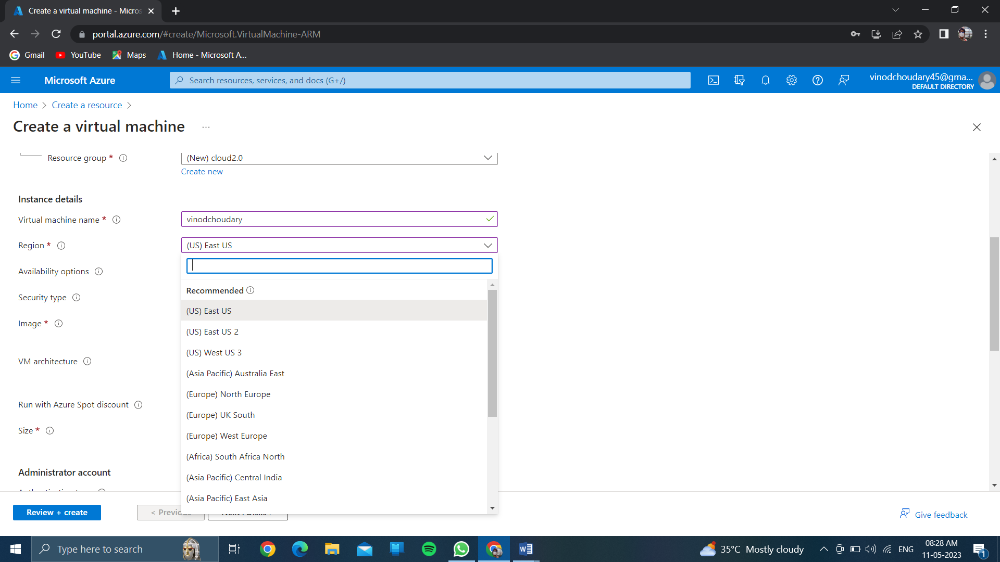 Create a virtual machine - Micros
portal.azure.com/#create/Microsoft.VirtualMachine-ARM
Gmail
YouTube
Maps
Home - Microsoft A...
Microsoft Azure
Search resources, services, and docs (G+/)
vinodchoudary45@gma...
DEFAULT DIRECTORY
Home > Create a resource >
Create a virtual machine ...
Resource group *
(New) cloud2.0
Create new
Instance details
Virtual machine name *
vinodchoudary
Region *
(US) East US
Availability options
Security type
Recommended
(US) East US
Image *
(US) East US 2
(US) West US 3
VM architecture
(Asia Pacific) Australia East
(Europe) North Europe
Run with Azure Spot discount
(Europe) UK South
Size *
(Europe) West Europe
(Africa) South Africa North
Administrator account
(Asia Pacific) Central India
(Asia Pacific) East Asia
Review + create
< Previous
Give feedback
Type here to search
35°C Mostly cloudy
ENG
08:28 AM
11-05-2023
1